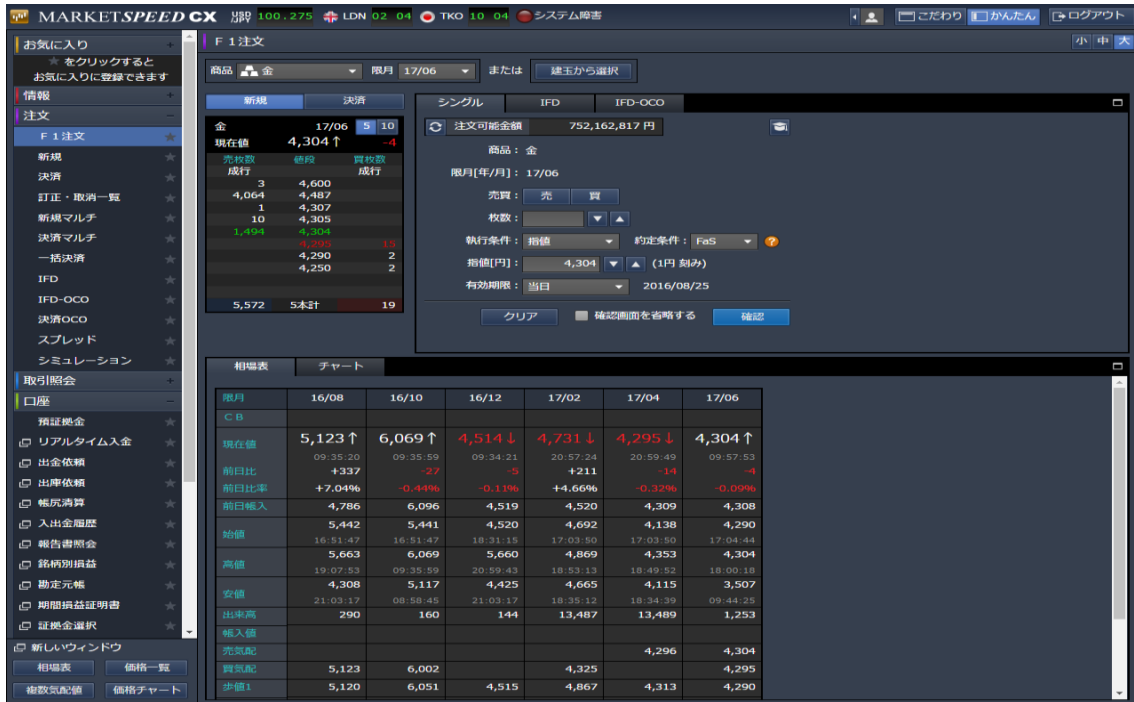 MARKETSPEED CX USD JPY 100.275 LDN 02 04 TKO 10 04 システム障害 こだわり かんたん ログアウト
お気に入り +
★ をクリックすると
お気に入りに登録できます
情報 +
注文 -
F1注文 ★
新規 ★
決済 ★
訂正・取消一覧 ★
新規マルチ ★
決済マルチ ★
一括決済 ★
IFD ★
IFD-OCO ★
決済OCO ★
スプレッド ★
シミュレーション ★
取引照会 +
口座 -
預証拠金 ★
リアルタイム入金 ★
出金依頼 ★
出庫依頼 ★
帳尻清算 ★
入出金履歴 ★
報告書照会 ★
銘柄別損益 ★
勘定元帳 ★
期間損益証明書 ★
証拠金選択 ★
新しいウィンドウ
相場表 価格一覧
複数気配値 価格チャート
F1注文 小 中 大
商品 金 限月 17/06 または 建玉から選択
新規 決済
金 17/06 5 10
現在値 4,304↑ -4
売枚数 値段 買枚数
成行 成行
3 4,600
4,064 4,487
1 4,307
10 4,305
1,494 4,304
4,295 15
4,290 2
4,250 2
5,572 5本計 19
シングル IFD IFD-OCO
注文可能金額 752,162,817 円
商品： 金
限月[年/月]： 17/06
売買： 売 買
枚数： ▼ ▲
執行条件： 指値 約定条件： FaS ?
指値[円]： 4,304 ▼ ▲ (1円 刻み)
有効期限： 当日 2016/08/25
クリア 確認画面を省略する 確認
相場表 チャート
限月 16/08 16/10 16/12 17/02 17/04 17/06
CB
現在値 5,123↑ 6,069↑ 4,514↓ 4,731↓ 4,295↓ 4,304↑
09:35:20 09:35:59 09:34:21 20:57:24 20:59:49 09:57:53
前日比 +337 -27 -5 +211 -14 -4
前日比率 +7.04% -0.44% -0.11% +4.66% -0.32% -0.09%
前日帳入 4,786 6,096 4,519 4,520 4,309 4,308
始値 5,442 5,441 4,520 4,692 4,138 4,290
16:51:47 16:51:47 18:31:15 17:03:50 17:03:50 17:04:44
高値 5,663 6,069 5,660 4,869 4,353 4,304
19:07:53 09:35:59 20:59:43 18:53:13 18:49:52 18:00:18
安値 4,308 5,117 4,425 4,665 4,115 3,507
21:03:17 08:58:45 21:03:17 18:35:12 18:34:39 09:44:25
出来高 290 160 144 13,487 13,489 1,253
帳入値
売気配 4,296 4,304
買気配 5,123 6,002 4,325 4,295
歩値1 5,120 6,051 4,515 4,867 4,313 4,290